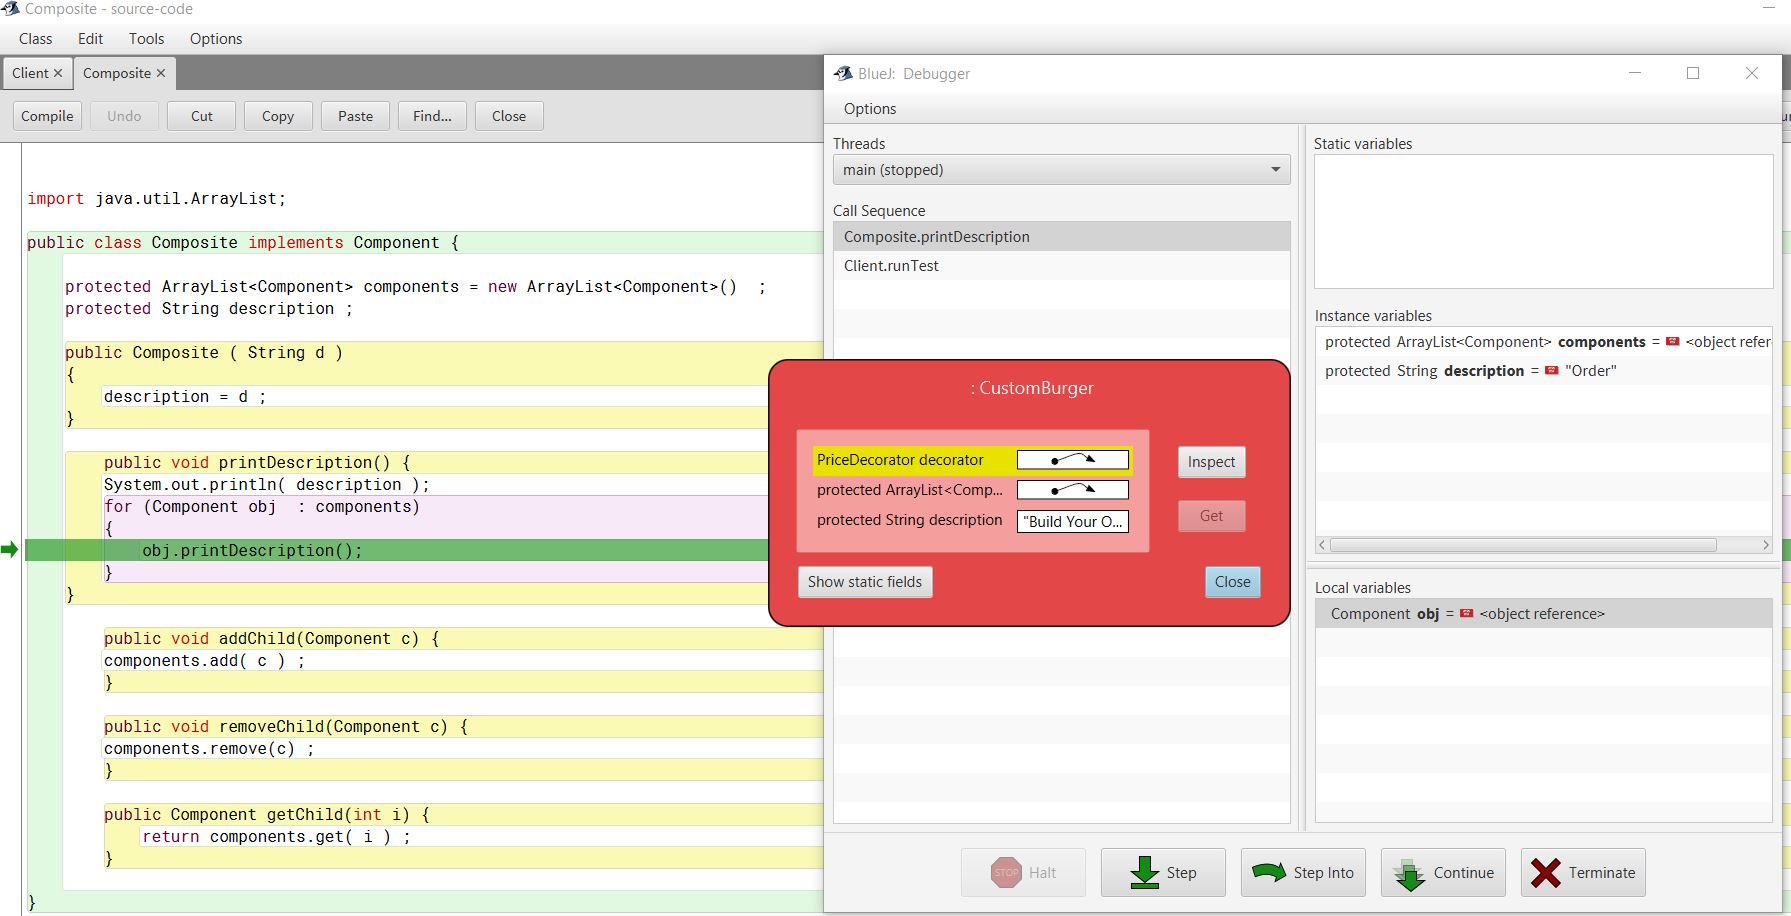 Composite - source-code
Class Edit Tools Options
Client × Composite ×
Compile Undo Cut Copy Paste Find... Close
import java.util.ArrayList;
public class Composite implements Component {
protected ArrayList<Component> components = new ArrayList<Component>()  ;
protected String description ;
public Composite ( String d )
{
description = d ;
}
public void printDescription() {
System.out.println( description );
for (Component obj  : components)
{
obj.printDescription();
}
}
public void addChild(Component c) {
components.add( c ) ;
}
public void removeChild(Component c) {
components.remove(c) ;
}
public Component getChild(int i) {
return components.get( i ) ;
}
}
BlueJ:  Debugger
Options
Threads
main (stopped)
Call Sequence
Composite.printDescription
Client.runTest
: CustomBurger
PriceDecorator decorator
protected ArrayList<Comp...
protected String description "Build Your O...
Inspect
Get
Show static fields
Close
Static variables
Instance variables
protected ArrayList<Component> components = <object refer
protected String description = "Order"
Local variables
Component obj = <object reference>
STOP Halt Step Step Into Continue Terminate